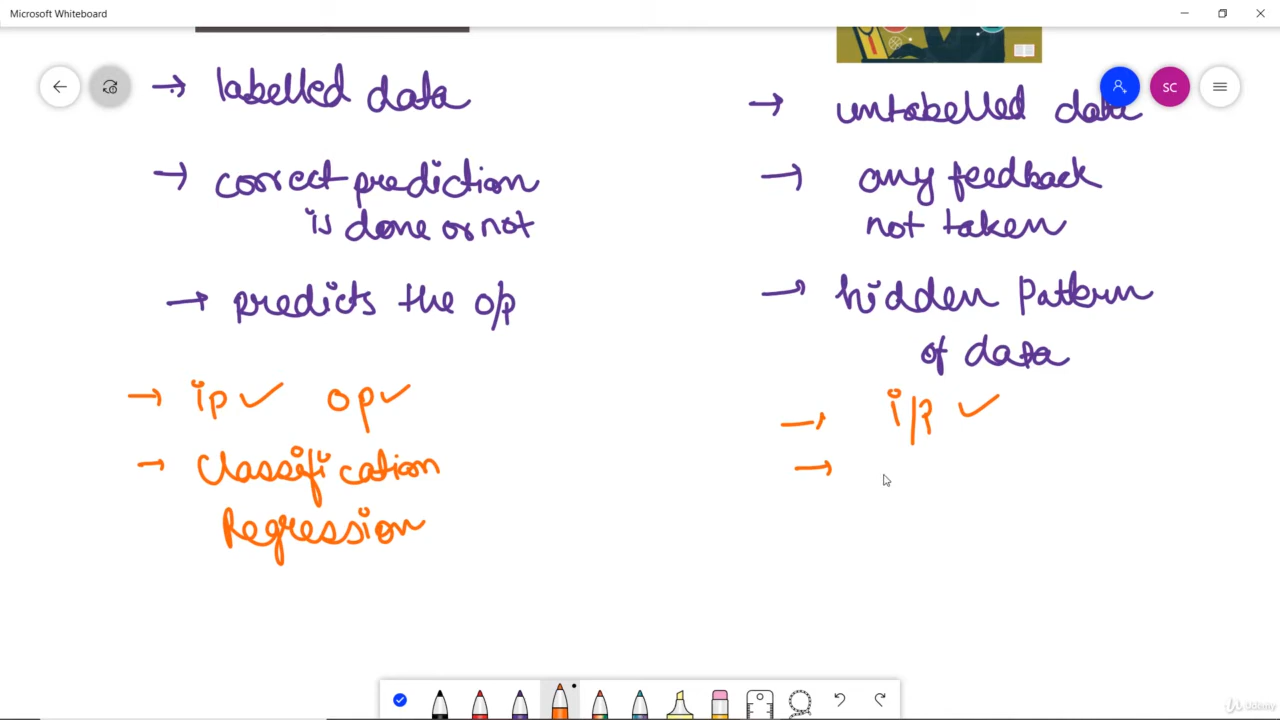 Microsoft Whiteboard
SC
→ labelled data
→ correct prediction
is done or not
→ predicts the o/p
→ ip ✓ op ✓
→ Classification
Regression
→ unlabelled data
→ any feedback
not taken
→ hidden pattern
of data
→ i/p ✓
→
Udemy